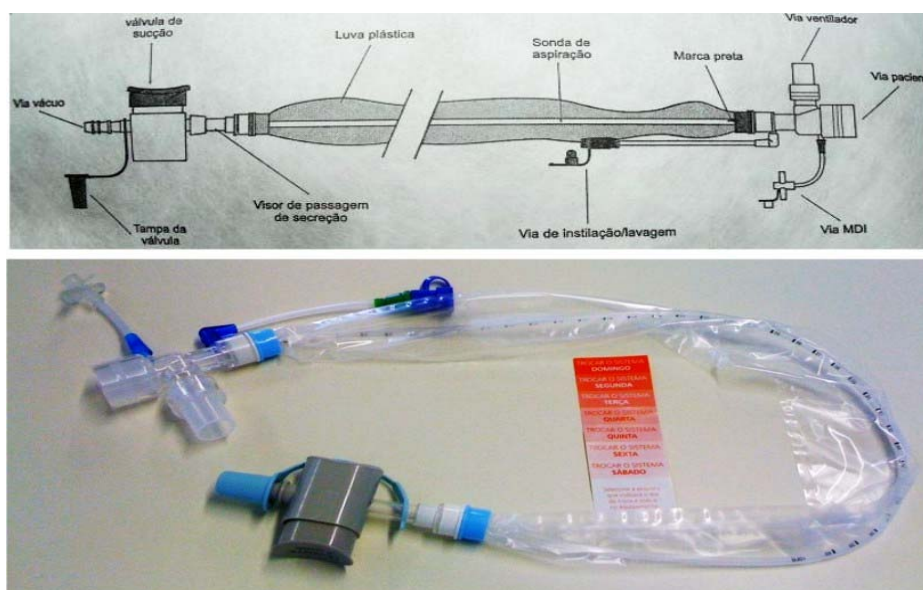 válvula de
sucção
Luva plástica
Sonda de
aspiração
Marca preta
Via ventilador
Via vácuo
Via pacien
Visor de passagem
de secreção
Tampa da
válvula
Via de instilação/lavagem
Via MDI
TROCAR O SISTEMA
DOMINGO
TROCAR O SISTEMA
SEGUNDA
TROCAR O SISTEMA
TERÇA
TROCAR O SISTEMA
QUARTA
TROCAR O SISTEMA
QUINTA
TROCAR O SISTEMA
SEXTA
TROCAR O SISTEMA
SÁBADO